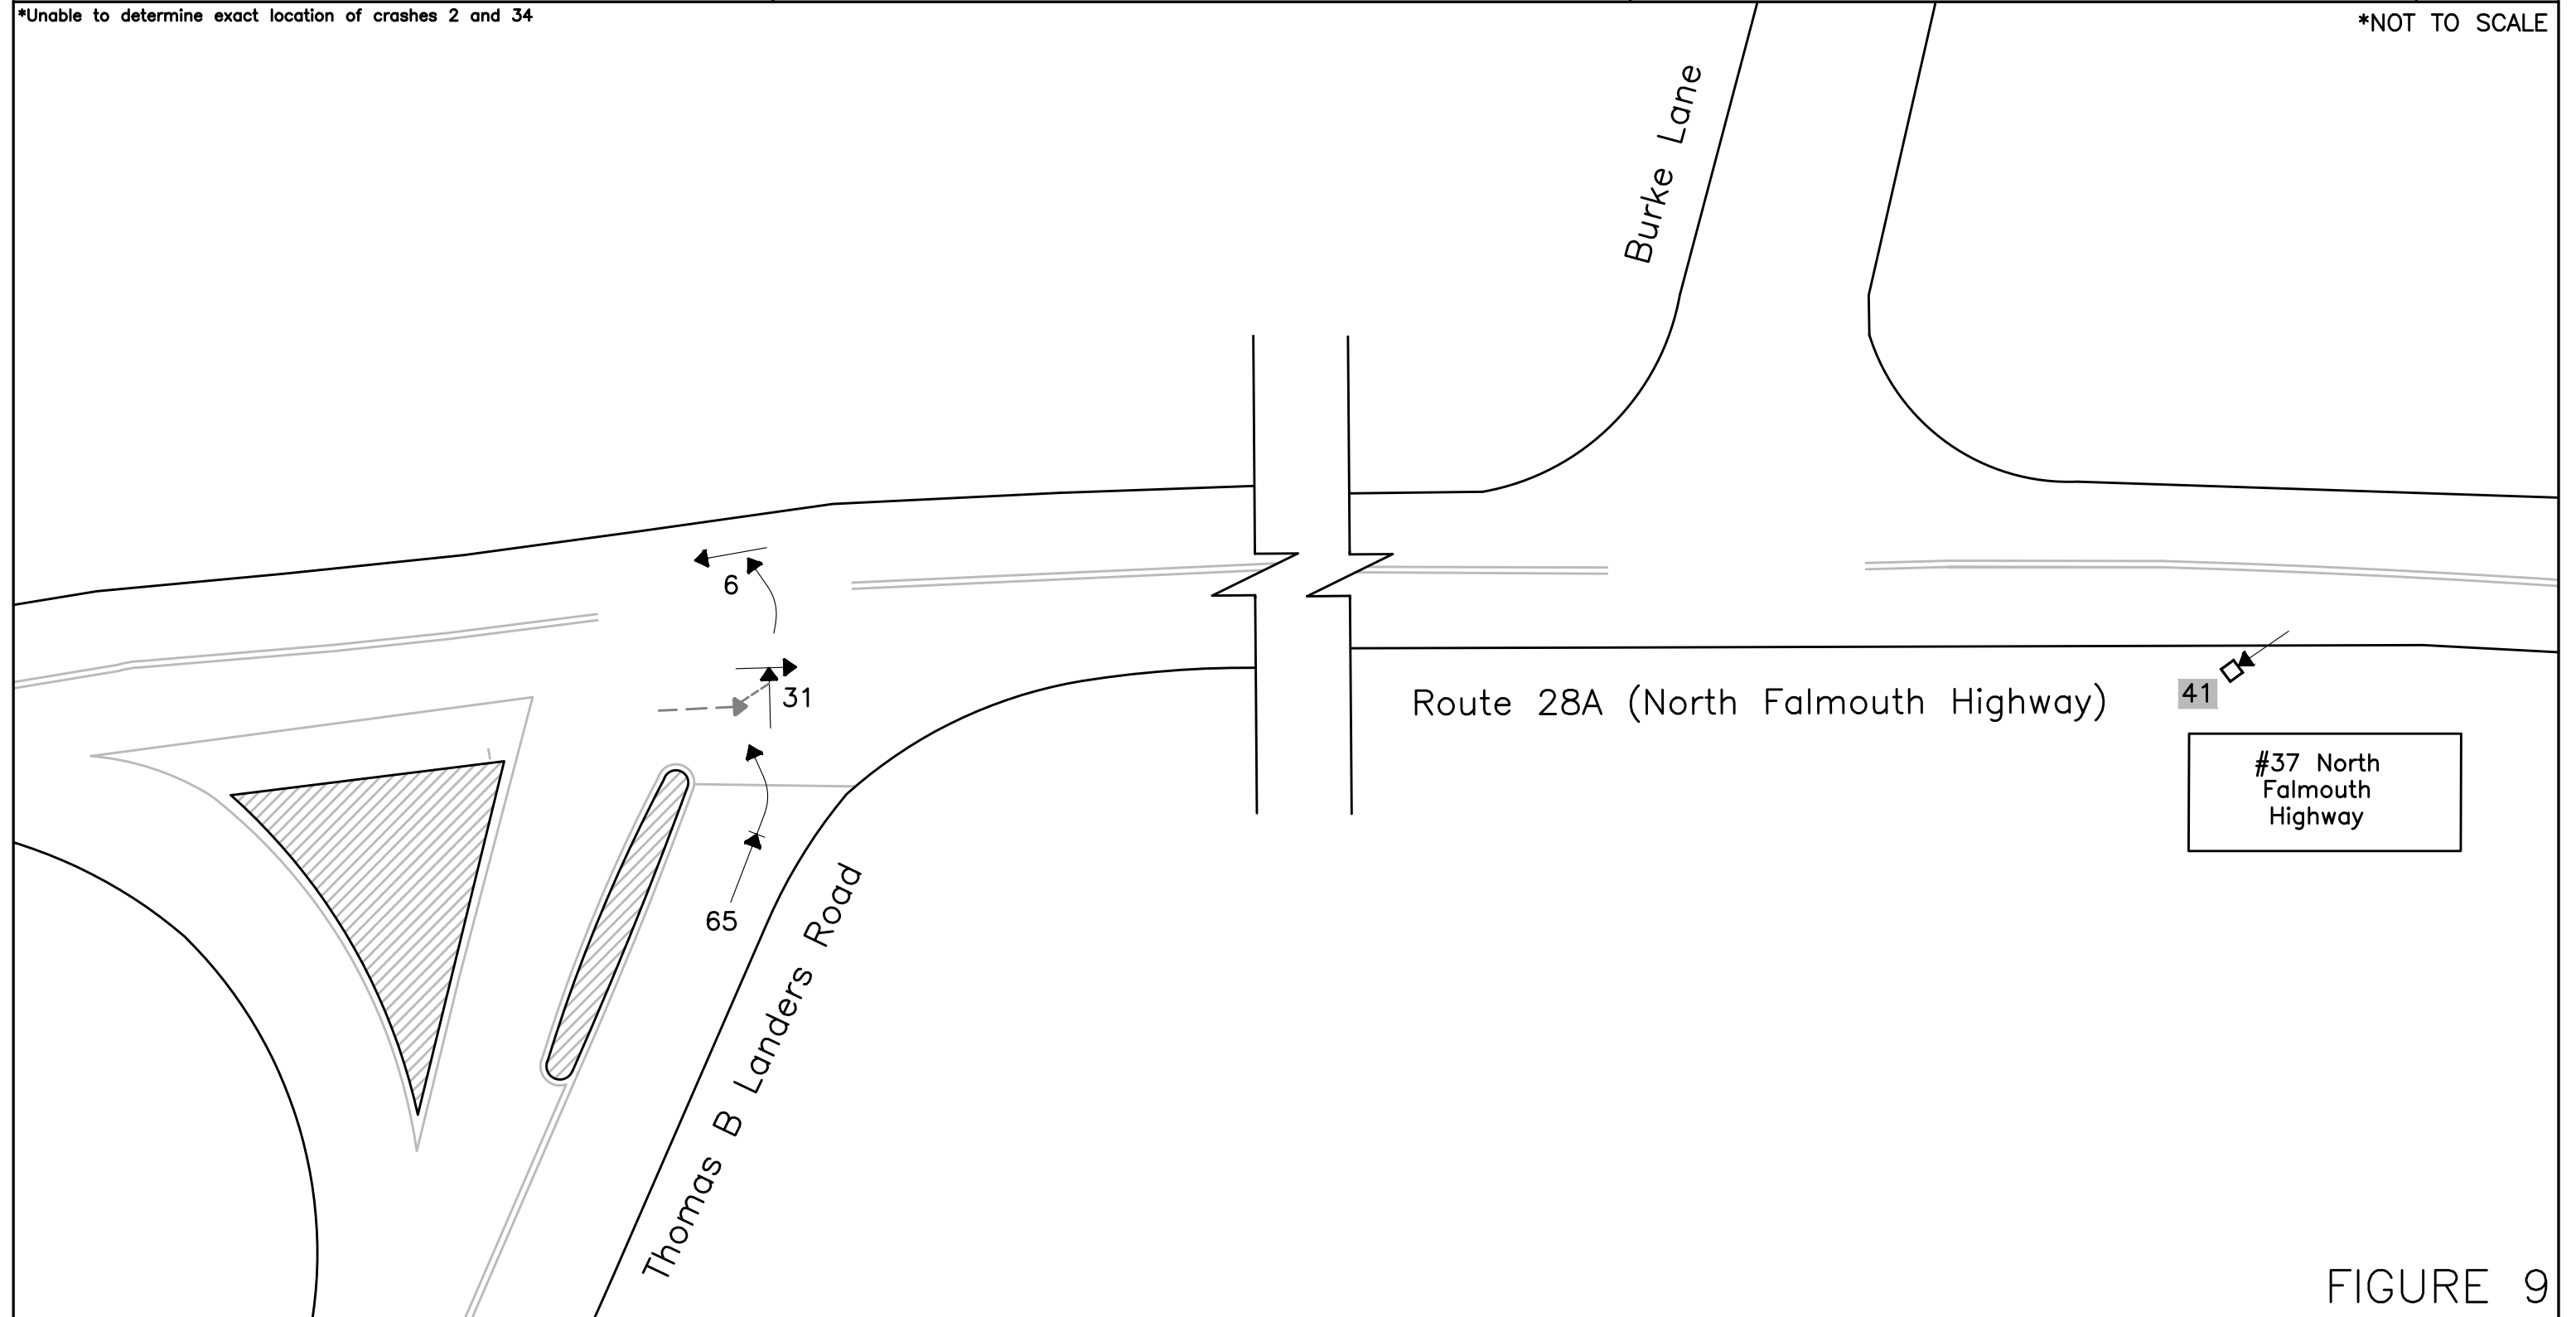 *Unable to determine exact location of crashes 2 and 34
*NOT TO SCALE
Burke Lane
6
31
Route 28A (North Falmouth Highway)
41
#37 North
Falmouth
Highway
65
Thomas B Landers Road
FIGURE 9